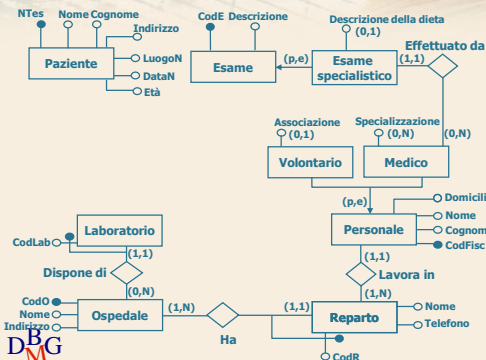 NTes
Nome Cognome
Indirizzo
Paziente
LuogoN
DataN
Età
CodE Descrizione
Esame
(p,e)
Descrizione della dieta
(0,1)
Esame
specialistico
(1,1)
Effettuato da
(0,N)
Associazione
(0,1)
Volontario
Specializzazione
(0,N)
Medico
(p,e)
Personale
Domicili
Nome
Cognom
CodFisc
(1,1)
Lavora in
(1,N)
Laboratorio
CodLab
(1,1)
Dispone di
(0,N)
CodO
Nome
Indirizzo
Ospedale
(1,N)
Ha
(1,1)
Reparto
Nome
Telefono
CodR
DBMG